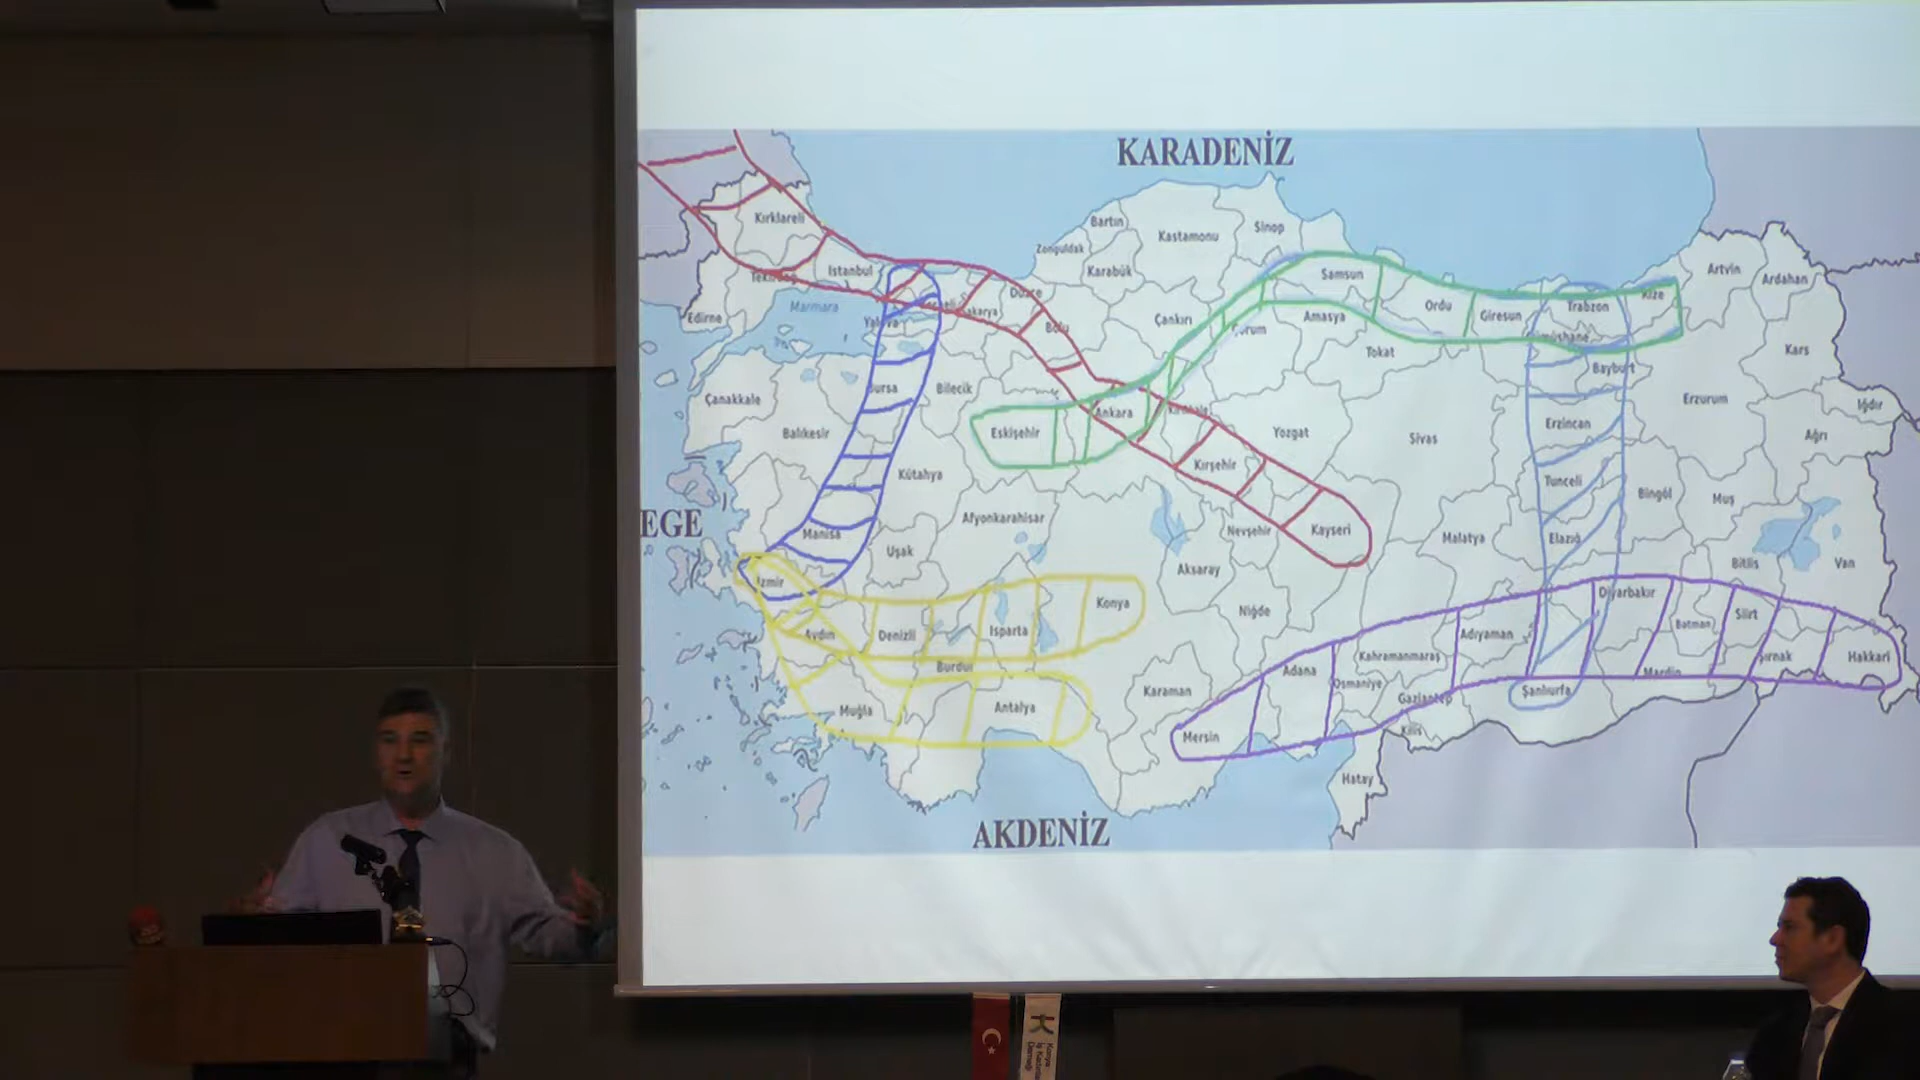 KARADENİZ
Kırklareli
Bartın
Sinop
Kastamonu
Zonguldak
Karabük
İstanbul
Tekirdağ
Samsun
Artvin
Ardahan
Düzce
Rize
Marmara
Edirne
Sakarya
Ordu
Trabzon
Giresun
Yalova
Bolu
Çankırı
Çorum
Amasya
Gümüşhane
Tokat
Kars
Bayburt
Bursa
Bilecik
Çanakkale
Ankara
Kırıkkale
Erzurum
Iğdır
Balıkesir
Eskişehir
Yozgat
Sivas
Erzincan
Ağrı
Kütahya
Kırşehir
Tunceli
Bingöl
Muş
EGE
Afyonkarahisar
Manisa
Nevşehir
Kayseri
Malatya
Elazığ
Uşak
Aksaray
Bitlis
Van
İzmir
Konya
Niğde
Diyarbakır
Siirt
Batman
Aydın
Denizli
Isparta
Adıyaman
Kahramanmaraş
Şırnak
Hakkari
Burdur
Adana
Mardin
Osmaniye
Karaman
Gaziantep
Şanlıurfa
Muğla
Antalya
Mersin
Kilis
Hatay
AKDENİZ
Konya
İş Kadınları
Derneği